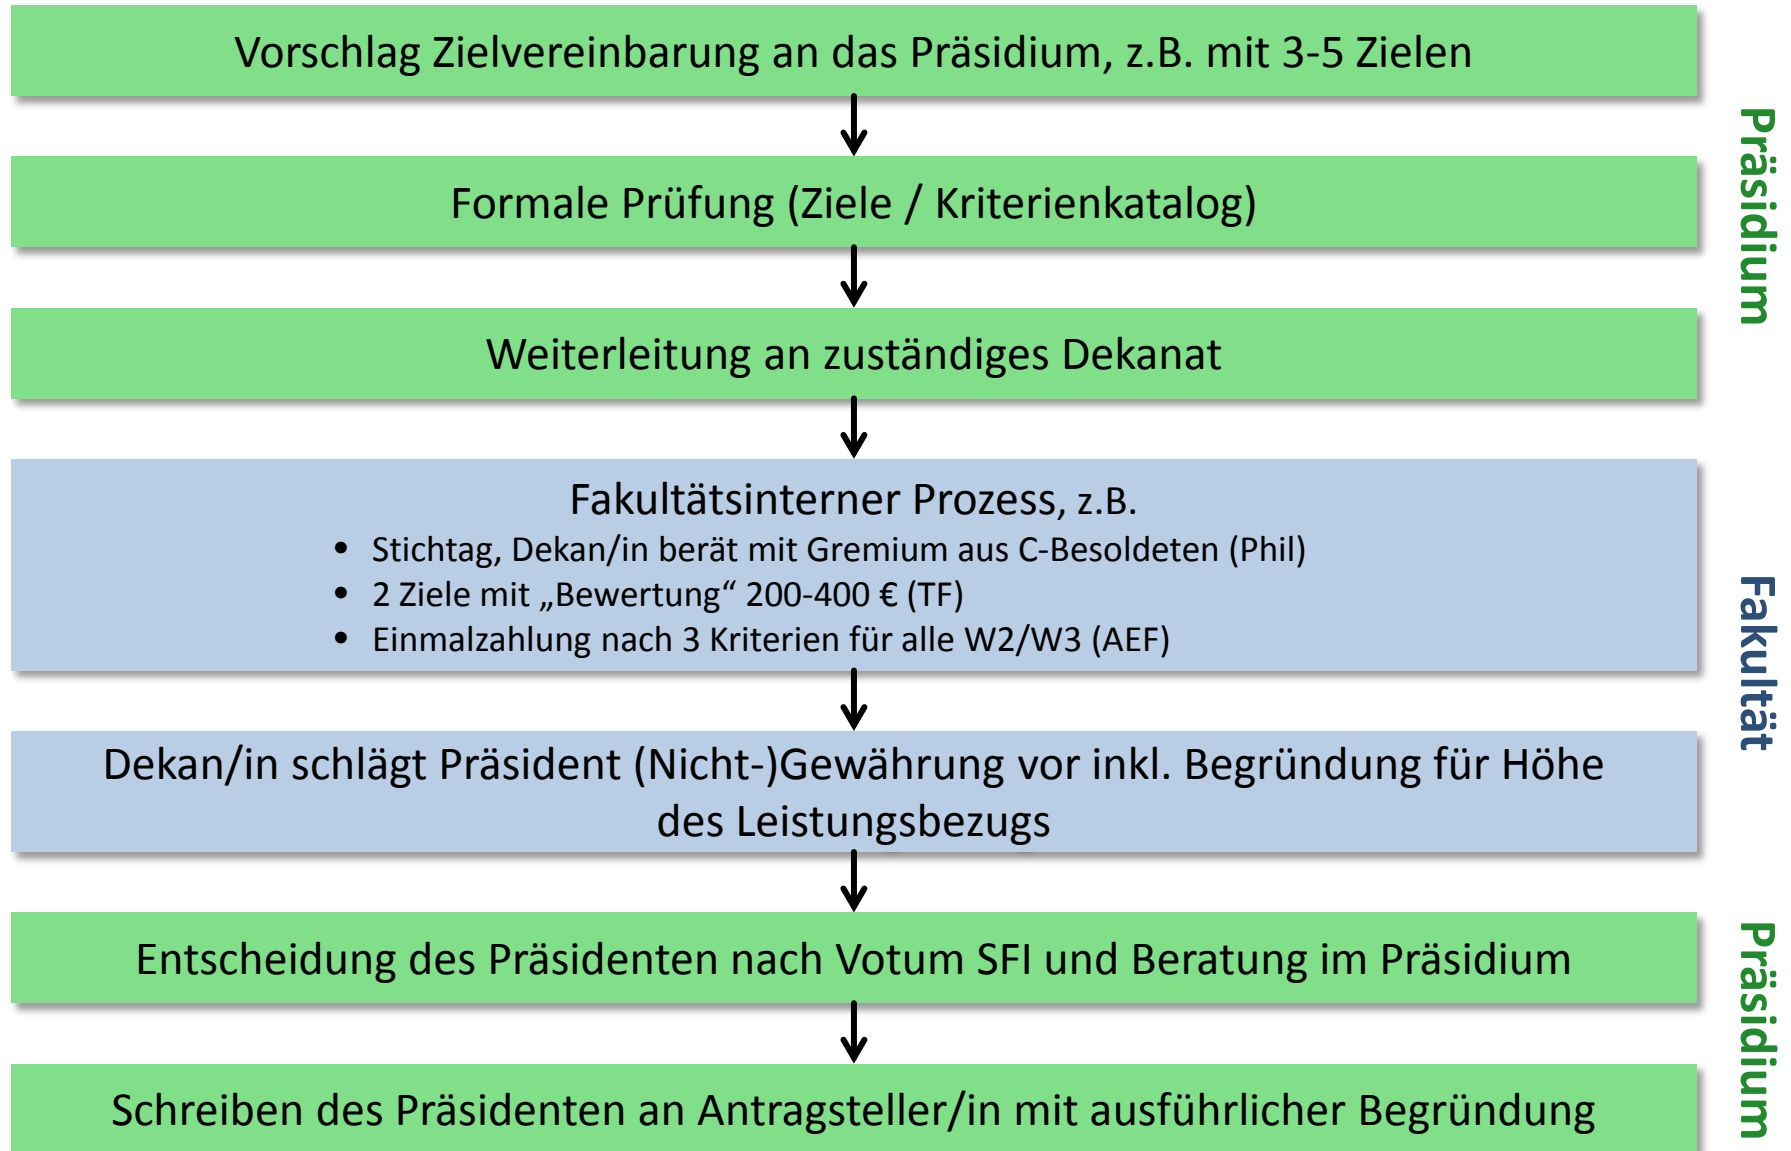 Vorschlag Zielvereinbarung an das Präsidium, z.B. mit 3-5 Zielen
Formale Prüfung (Ziele / Kriterienkatalog)
Weiterleitung an zuständiges Dekanat
Präsidium
Fakultätsinterner Prozess, z.B.
• Stichtag, Dekan/in berät mit Gremium aus C-Besoldeten (Phil)
• 2 Ziele mit „Bewertung“ 200-400 € (TF)
• Einmalzahlung nach 3 Kriterien für alle W2/W3 (AEF)
Dekan/in schlägt Präsident (Nicht-)Gewährung vor inkl. Begründung für Höhe
des Leistungsbezugs
Fakultät
Entscheidung des Präsidenten nach Votum SFI und Beratung im Präsidium
Schreiben des Präsidenten an Antragsteller/in mit ausführlicher Begründung
Präsidium